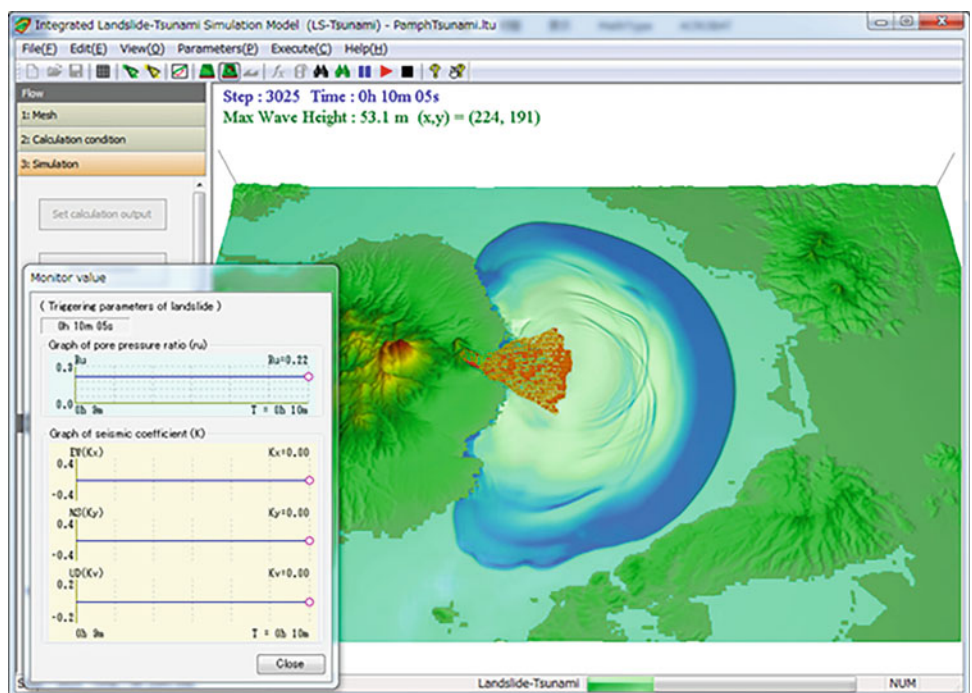 Integrated Landslide-Tsunami Simulation Model (LS-Tsunami) - PamphTsunami.ltu
File(F) Edit(E) View(Q) Parameters(P) Execute(C) Help(H)
Flow
1: Mesh
2: Calculation condition
3: Simulation
Set calculation output
Step : 3025 Time : 0h 10m 05s
Max Wave Height : 53.1 m (x,y) = (224, 191)
Monitor value
( Triggering parameters of landslide )
0h 10m 05s
Graph of pore pressure ratio (ru)
0.3 Ru Ru=0.22
0.0 0h 9m T = 0h 10m
Graph of seismic coefficient (K)
EW(Kx) Kx=0.00
0.4
-0.4
NS(Ky) Ky=0.00
0.4
-0.4
UD(Kv) Kv=0.00
0.2
-0.2
0h 9m T = 0h 10m
Close
Landslide-Tsunami NUM